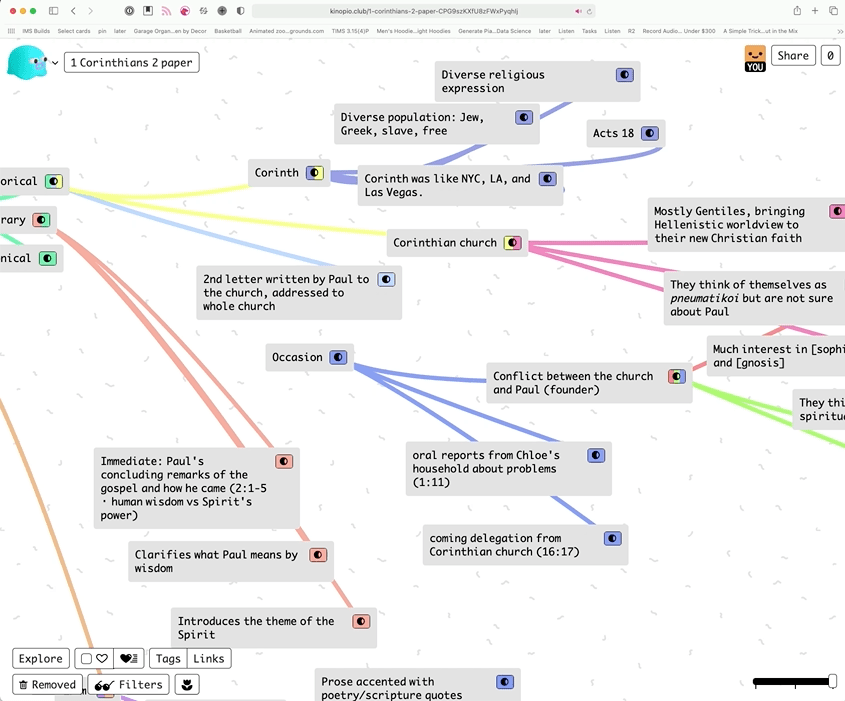 kinopio.club/1-corinthians-2-paper-CPG9szKXfU8zFWxPyqhIj
IMS Builds
Select cards
pin
later
Garage Organ...en by Decor
Basketball
Animated zoo...grounds.com
TIMS 3.15(4)P
Men's Hoodie...ight Hoodies
Generate Pia...Data Science
later
Listen
Tasks
Listen
R2
Record Audio... Under $300
A Simple Trick...ut in the Mix
1 Corinthians 2 paper
YOU
Share
0
Diverse religious
expression
Diverse population: Jew,
Greek, slave, free
Acts 18
Corinth
Corinth was like NYC, LA, and
Las Vegas.
orical
rary
nical
Corinthian church
Mostly Gentiles, bringing
Hellenistic worldview to
their new Christian faith
2nd letter written by Paul to
the church, addressed to
whole church
They think of themselves as
pneumatikoi but are not sure
about Paul
Occasion
Conflict between the church
and Paul (founder)
Much interest in [sophi
and [gnosis]
They thi
spiritu
Immediate: Paul's
concluding remarks of the
gospel and how he came (2:1-5
· human wisdom vs Spirit's
power)
oral reports from Chloe's
household about problems
(1:11)
coming delegation from
Corinthian church (16:17)
Clarifies what Paul means by
wisdom
Introduces the theme of the
Spirit
Prose accented with
poetry/scripture quotes
Explore
Tags
Links
Removed
Filters